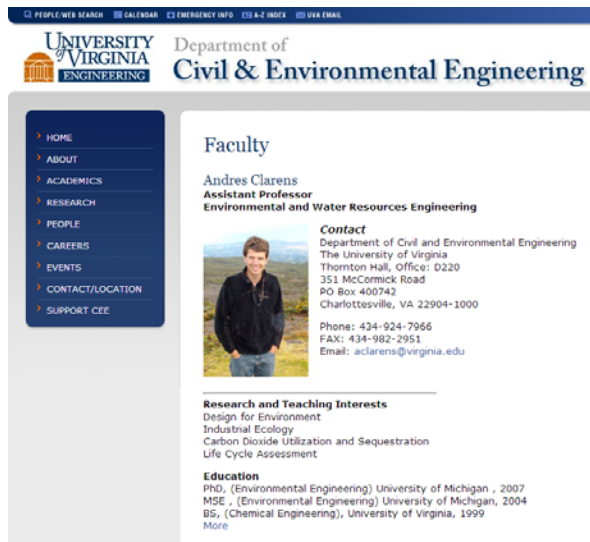 PEOPLE/WEB SEARCH CALENDAR EMERGENCY INFO A-Z INDEX UVA EMAIL
UNIVERSITY
OF VIRGINIA
ENGINEERING
Department of
Civil & Environmental Engineering
HOME
ABOUT
ACADEMICS
RESEARCH
PEOPLE
CAREERS
EVENTS
CONTACT/LOCATION
SUPPORT CEE
Faculty
Andres Clarens
Assistant Professor
Environmental and Water Resources Engineering
Contact
Department of Civil and Environmental Engineering
The University of Virginia
Thornton Hall, Office: D220
351 McCormick Road
PO Box 400742
Charlottesville, VA 22904-1000
Phone: 434-924-7966
FAX: 434-982-2951
Email: aclarens@virginia.edu
Research and Teaching Interests
Design for Environment
Industrial Ecology
Carbon Dioxide Utilization and Sequestration
Life Cycle Assessment
Education
PhD, (Environmental Engineering) University of Michigan , 2007
MSE , (Environmental Engineering) University of Michigan, 2004
BS, (Chemical Engineering), University of Virginia, 1999
More